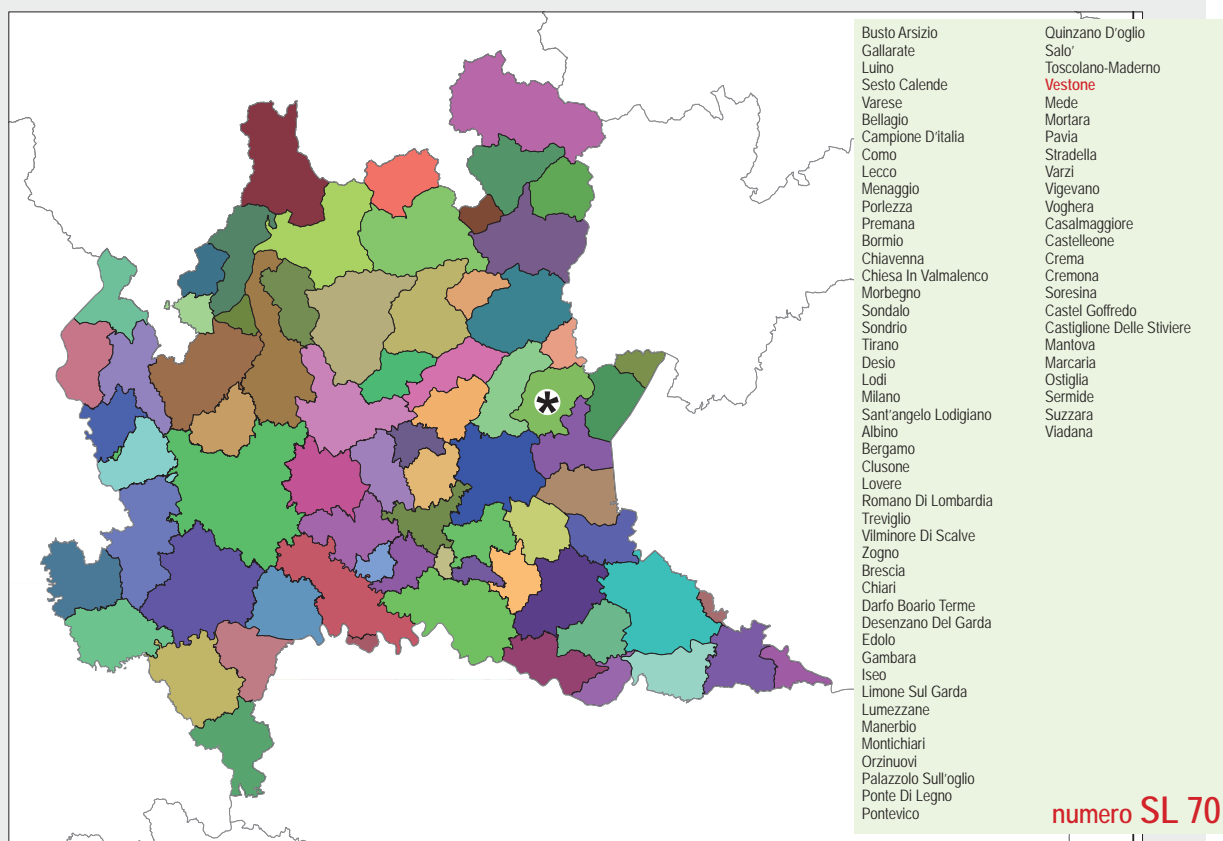 Busto Arsizio
Gallarate
Luino
Sesto Calende
Varese
Bellagio
Campione D'italia
Como
Lecco
Menaggio
Porlezza
Premana
Bormio
Chiavenna
Chiesa In Valmalenco
Morbegno
Sondalo
Sondrio
Tirano
Desio
Lodi
Milano
Sant'angelo Lodigiano
Albino
Bergamo
Clusone
Lovere
Romano Di Lombardia
Treviglio
Vilminore Di Scalve
Zogno
Brescia
Chiari
Darfo Boario Terme
Desenzano Del Garda
Edolo
Gambara
Iseo
Limone Sul Garda
Lumezzane
Manerbio
Montichiari
Orzinuovi
Palazzolo Sull'oglio
Ponte Di Legno
Pontevico
Quinzano D'oglio
Salo'
Toscolano-Maderno
Vestone
Mede
Mortara
Pavia
Stradella
Varzi
Vigevano
Voghera
Casalmaggiore
Castelleone
Crema
Cremona
Soresina
Castel Goffredo
Castiglione Delle Stiviere
Mantova
Marcaria
Ostiglia
Sermide
Suzzara
Viadana
numero SL 70
*